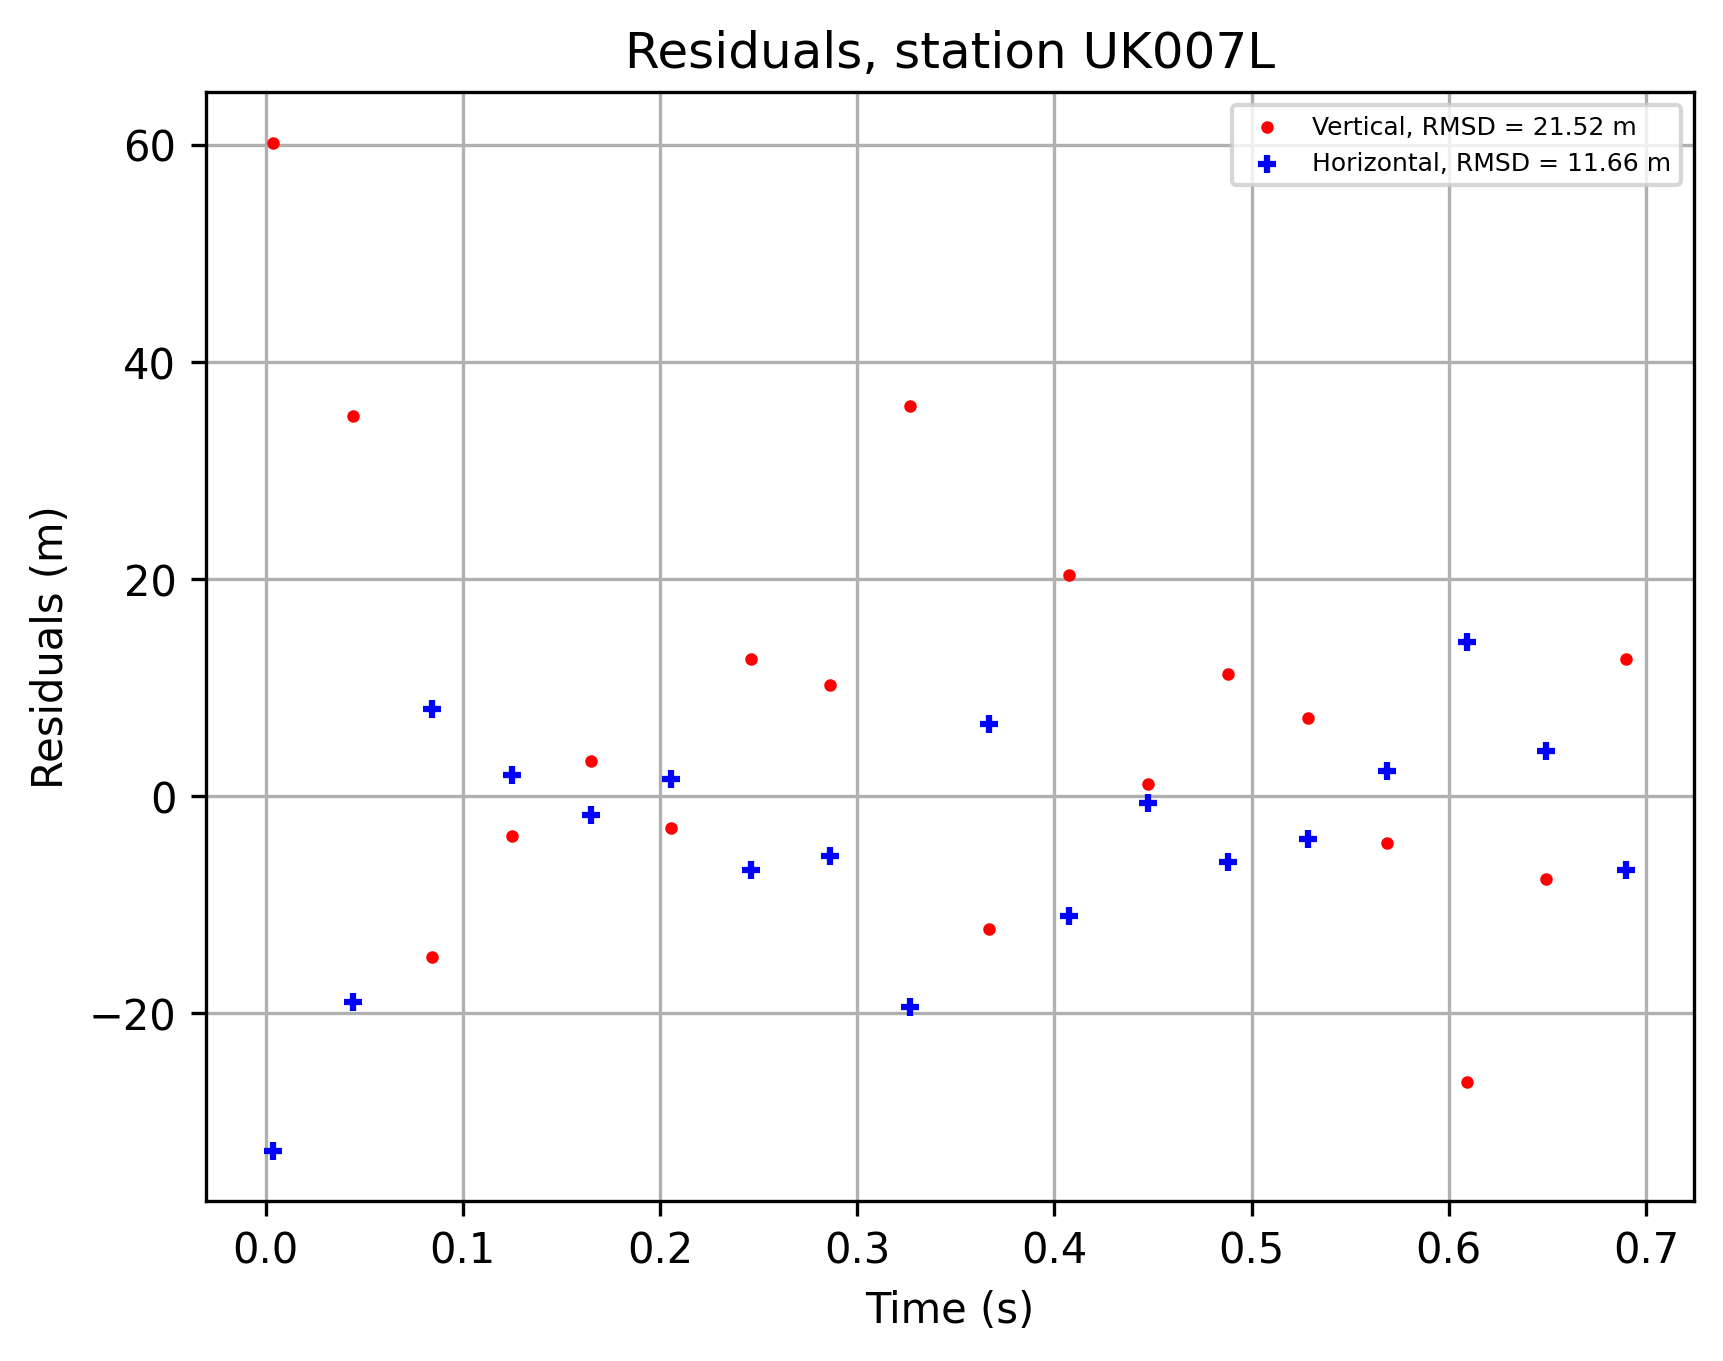 Residuals, station UK007L
Vertical, RMSD = 21.52 m
Horizontal, RMSD = 11.66 m
60
40
20
0
−20
Residuals (m)
0.0 0.1 0.2 0.3 0.4 0.5 0.6 0.7
Time (s)